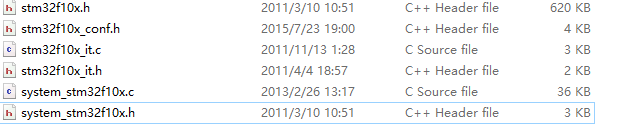 stm32f10x.h 2011/3/10 10:51 C++ Header file 620 KB
stm32f10x_conf.h 2015/7/23 19:00 C++ Header file 4 KB
stm32f10x_it.c 2011/11/13 1:28 C Source file 3 KB
stm32f10x_it.h 2011/4/4 18:57 C++ Header file 2 KB
system_stm32f10x.c 2013/2/26 13:17 C Source file 36 KB
system_stm32f10x.h 2011/3/10 10:51 C++ Header file 3 KB